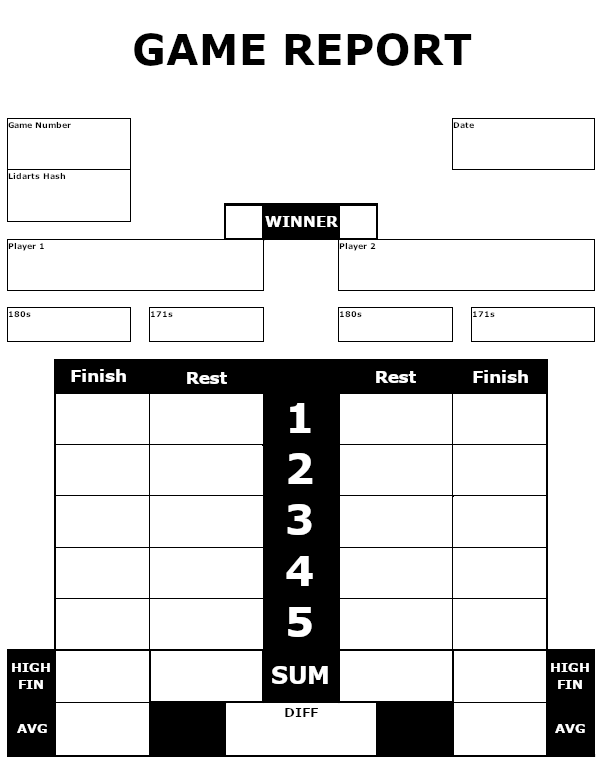 GAME REPORT
Game Number
Date
Lidarts Hash
WINNER
Player 1
Player 2
180s
171s
180s
171s
Finish Rest Rest Finish
1
2
3
4
5
HIGH FIN
SUM
HIGH FIN
AVG
DIFF
AVG